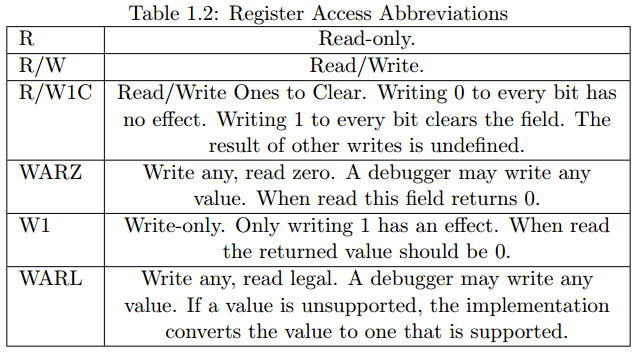 Table 1.2: Register Access Abbreviations
R Read-only.
R/W Read/Write.
R/W1C Read/Write Ones to Clear. Writing 0 to every bit has
no effect. Writing 1 to every bit clears the field. The
result of other writes is undefined.
WARZ Write any, read zero. A debugger may write any
value. When read this field returns 0.
W1 Write-only. Only writing 1 has an effect. When read
the returned value should be 0.
WARL Write any, read legal. A debugger may write any
value. If a value is unsupported, the implementation
converts the value to one that is supported.